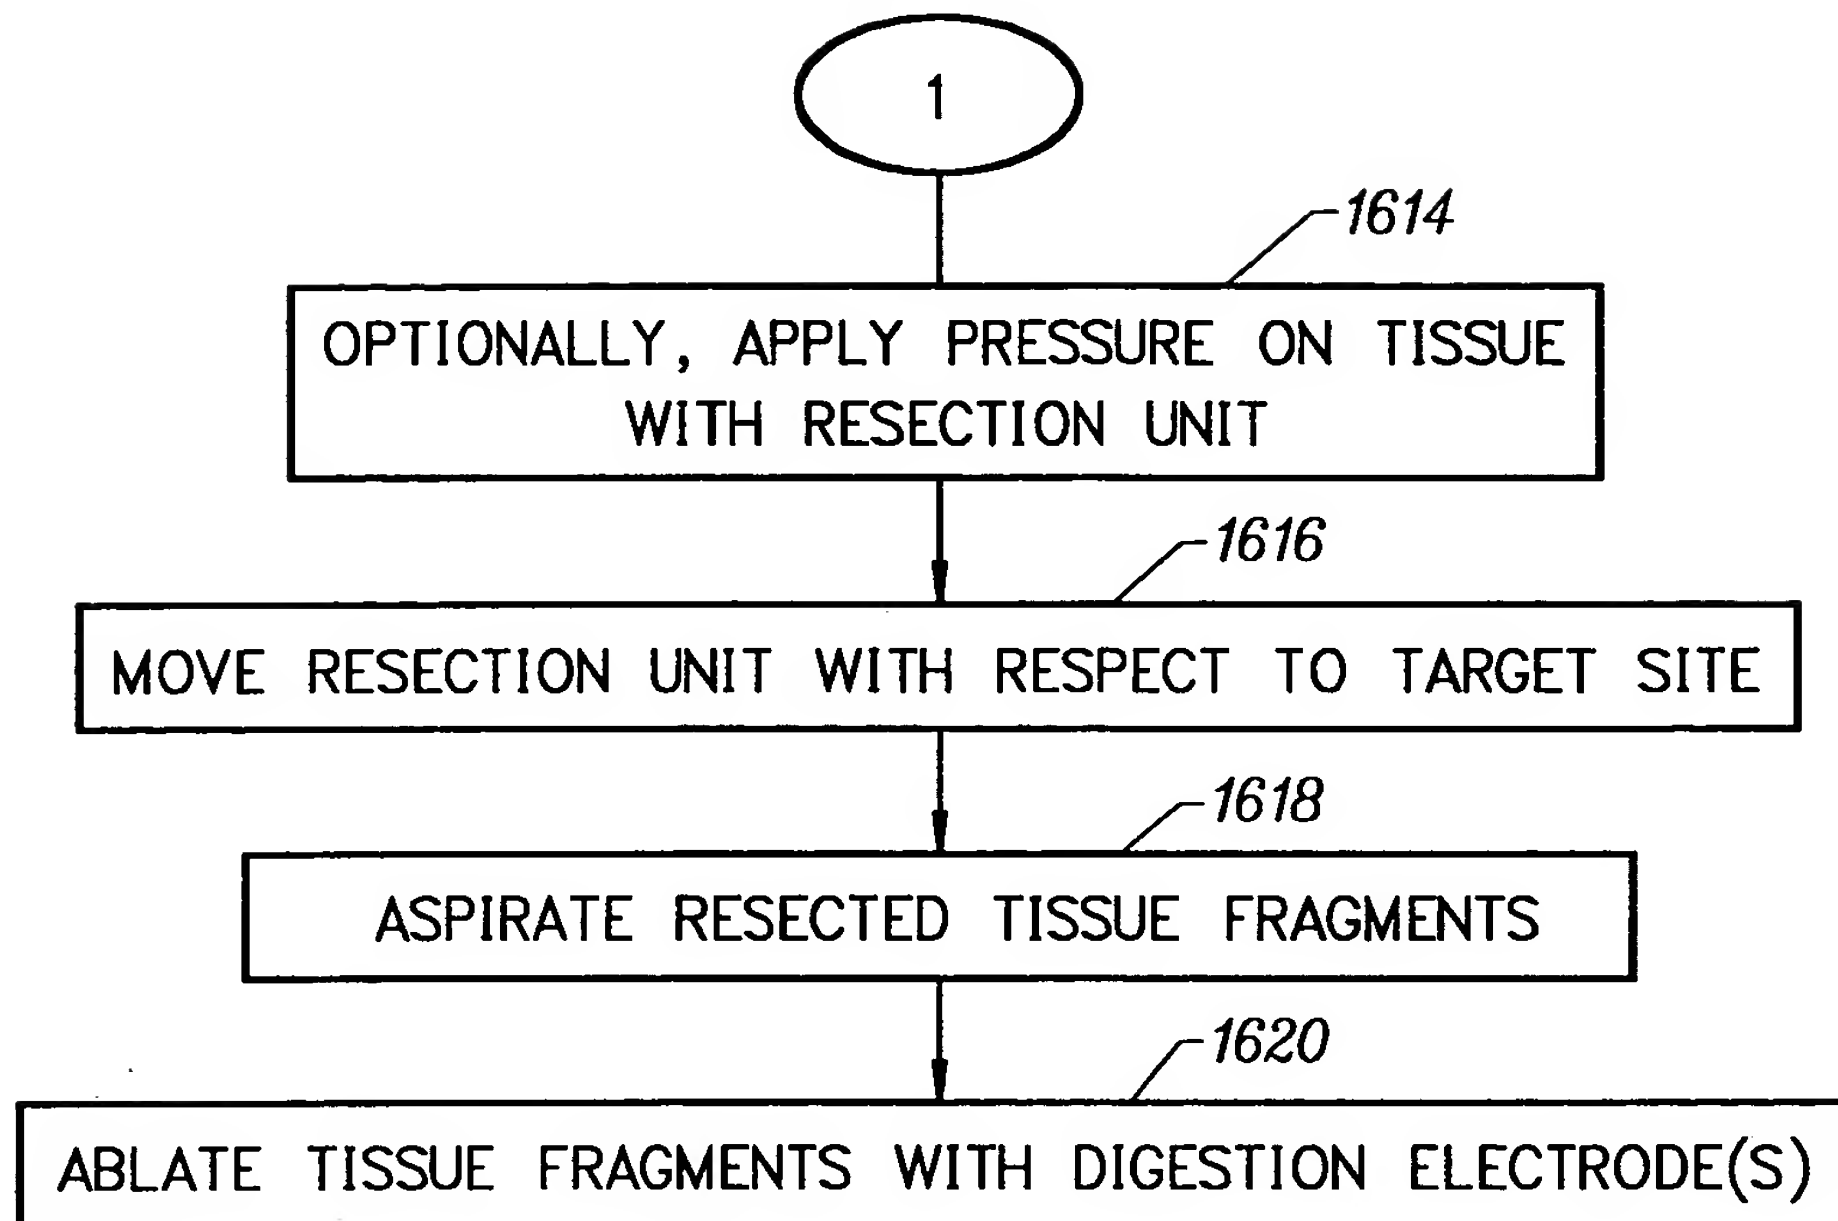 1
1614
OPTIONALLY, APPLY PRESSURE ON TISSUE
WITH RESECTION UNIT
1616
MOVE RESECTION UNIT WITH RESPECT TO TARGET SITE
1618
ASPIRATE RESECTED TISSUE FRAGMENTS
1620
ABLATE TISSUE FRAGMENTS WITH DIGESTION ELECTRODE(S)